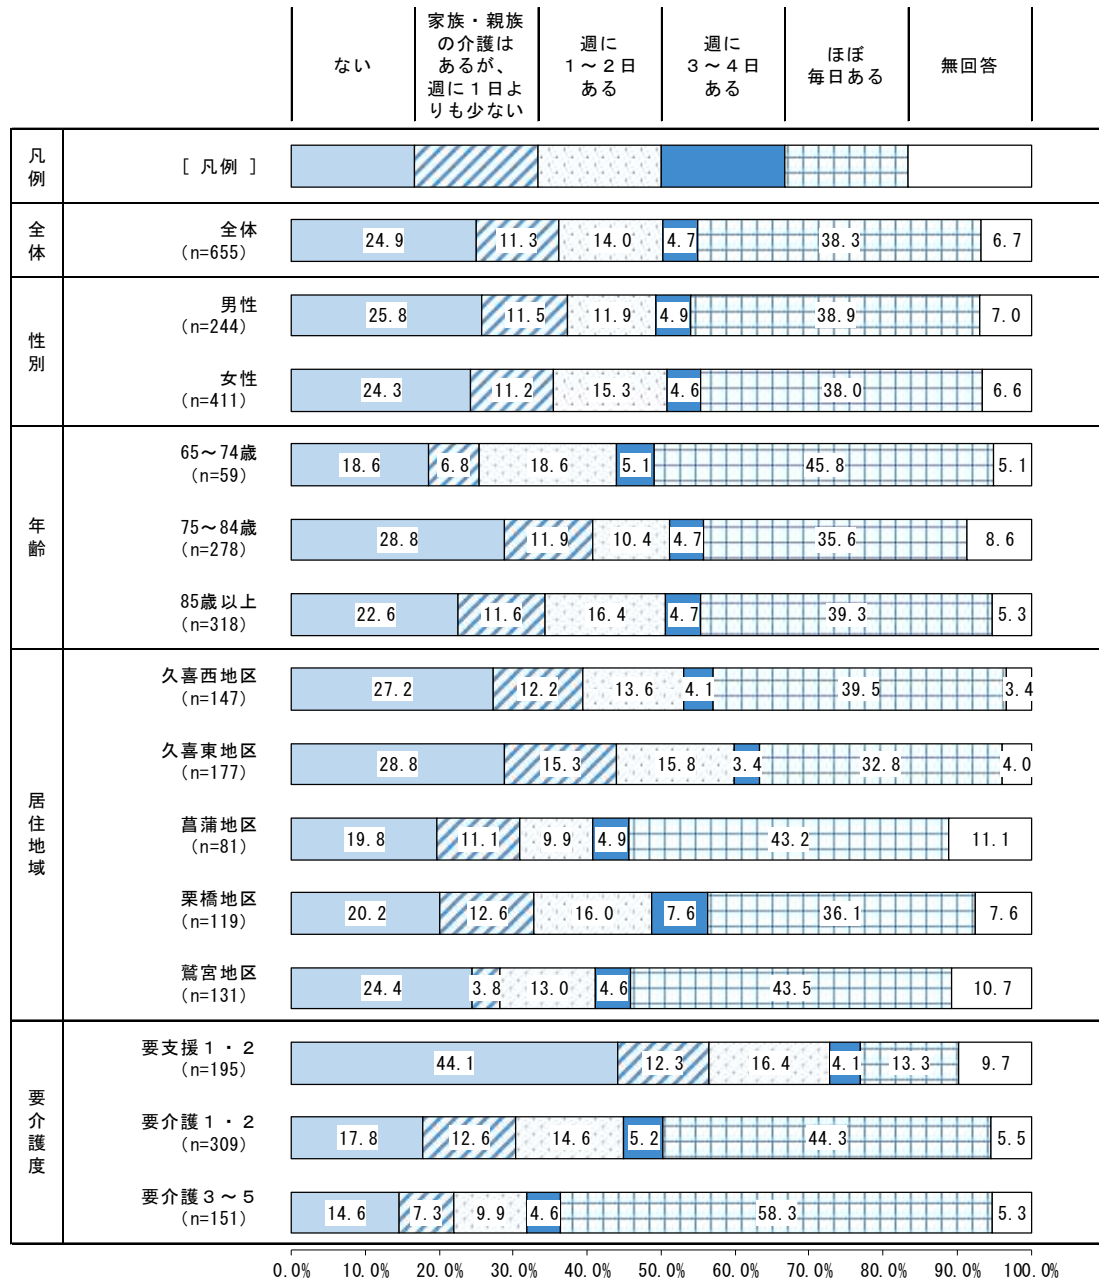 ない
家族・親族
の介護は
あるが、
週に１日よ
りも少ない
週に
１～２日
ある
週に
３～４日
ある
ほぼ
毎日ある
無回答
凡例
[ 凡例 ]
全体
全体
(n=655)
24.9 11.3 14.0 4.7 38.3 6.7
性別
男性
(n=244)
25.8 11.5 11.9 4.9 38.9 7.0
女性
(n=411)
24.3 11.2 15.3 4.6 38.0 6.6
年齢
65～74歳
(n=59)
18.6 6.8 18.6 5.1 45.8 5.1
75～84歳
(n=278)
28.8 11.9 10.4 4.7 35.6 8.6
85歳以上
(n=318)
22.6 11.6 16.4 4.7 39.3 5.3
居住地域
久喜西地区
(n=147)
27.2 12.2 13.6 4.1 39.5 3.4
久喜東地区
(n=177)
28.8 15.3 15.8 3.4 32.8 4.0
菖蒲地区
(n=81)
19.8 11.1 9.9 4.9 43.2 11.1
栗橋地区
(n=119)
20.2 12.6 16.0 7.6 36.1 7.6
鷲宮地区
(n=131)
24.4 3.8 13.0 4.6 43.5 10.7
要介護度
要支援１・２
(n=195)
44.1 12.3 16.4 4.1 13.3 9.7
要介護１・２
(n=309)
17.8 12.6 14.6 5.2 44.3 5.5
要介護３～５
(n=151)
14.6 7.3 9.9 4.6 58.3 5.3
0.0% 10.0% 20.0% 30.0% 40.0% 50.0% 60.0% 70.0% 80.0% 90.0% 100.0%